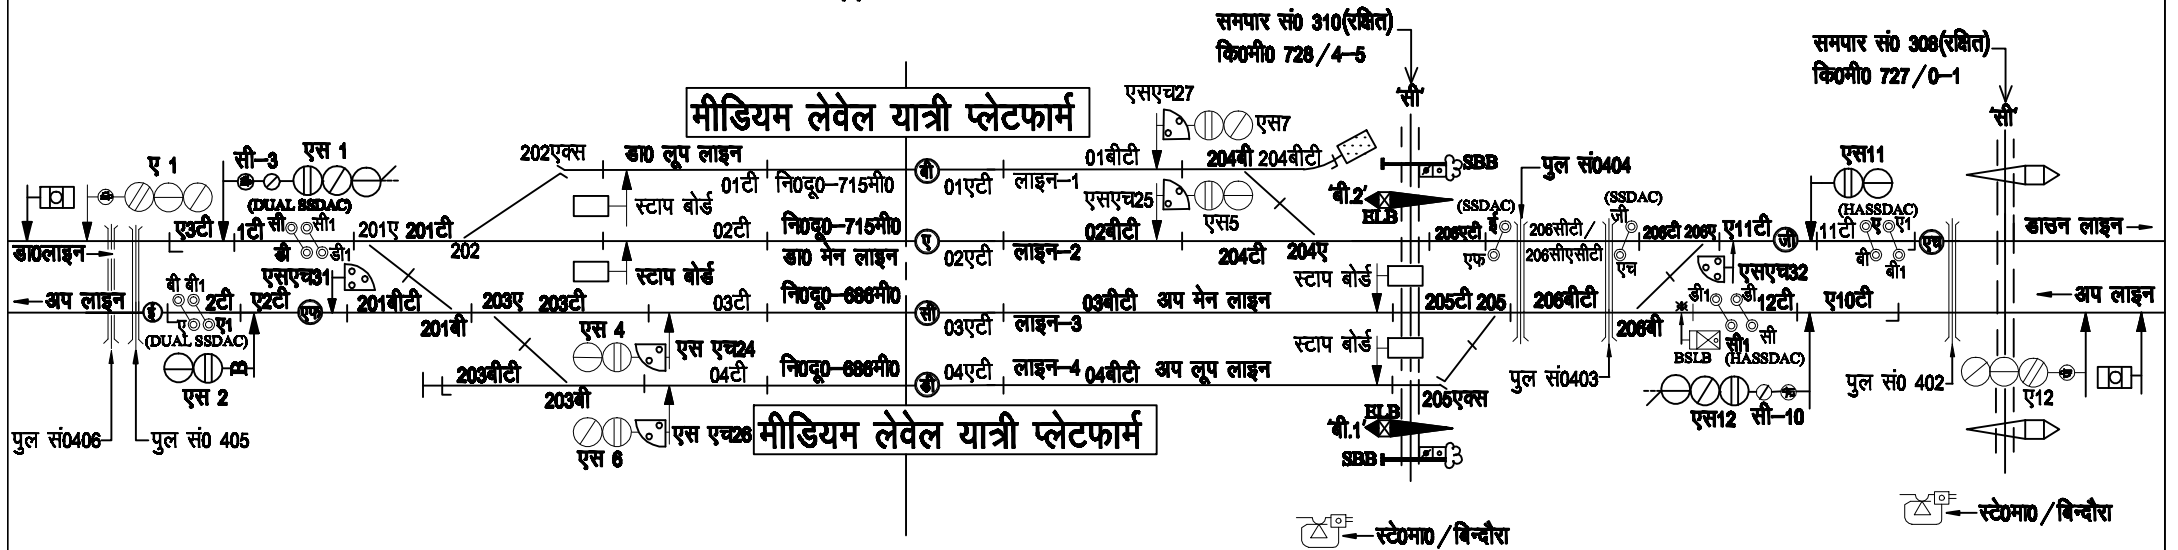 समपार सं0 310(रक्षित)
कि0मी0 728/4-5
समपार सं0 308(रक्षित)
कि0मी0 727/0-1
मीडियम लेवेल यात्री प्लेटफार्म
एसएच27
'सी'
'सी'
ए 1
सी-3
एस 1
(DUAL SSDAC)
202एक्स
डा0 लूप लाइन
01टी
नि0दू0-715मी0
बी
01एटी
लाइन-1
01बीटी
एस7
204बी
204बीटी
SBB
पुल सं0404
एस11
(HASSDAC)
एसएच25
एस5
'बी.2'
ELB
(SSDAC)
(SSDAC)
ए3टी
1टी
सी
सी1
डी
डी1
201ए
201टी
202
स्टाप बोर्ड
02टी
नि0दू0-715मी0
ए
02एटी
लाइन-2
02बीटी
204टी
204ए
206एटी
ई
एफ
206सीटी/
206सीएसीटी
जी
एच
206टी
206ए
ए11टी
जी
11टी
ए
ए1
बी
बी1
एच
डाउन लाइन
डा0लाइन
डा0 मेन लाइन
एसएच31
स्टाप बोर्ड
स्टाप बोर्ड
एसएच32
अप लाइन
बी बी1
ई
2टी
ए2टी
एफ
201बीटी
203ए
203टी
03टी
नि0दू0-686मी0
सी
03एटी
लाइन-3
03बीटी
अप मेन लाइन
205टी
205
206बीटी
206बी
डी1
डी
12टी
ए10टी
अप लाइन
ए
ए1
(DUAL SSDAC)
201बी
एस 4
एस एच24
स्टाप बोर्ड
BSLB
सी1
सी
(HASSDAC)
B
एस 2
203बीटी
203बी
04टी
नि0दू0-686मी0
डी
04एटी
लाइन-4
04बीटी
अप लूप लाइन
205एक्स
पुल सं0403
एस12
सी-10
पुल सं0 402
ए12
पुल सं0406
पुल सं0 405
एस 6
एस एच26
मीडियम लेवेल यात्री प्लेटफार्म
ELB
'बी.1'
SBB
स्टे0मा0/बिन्दौरा
स्टे0मा0/बिन्दौरा